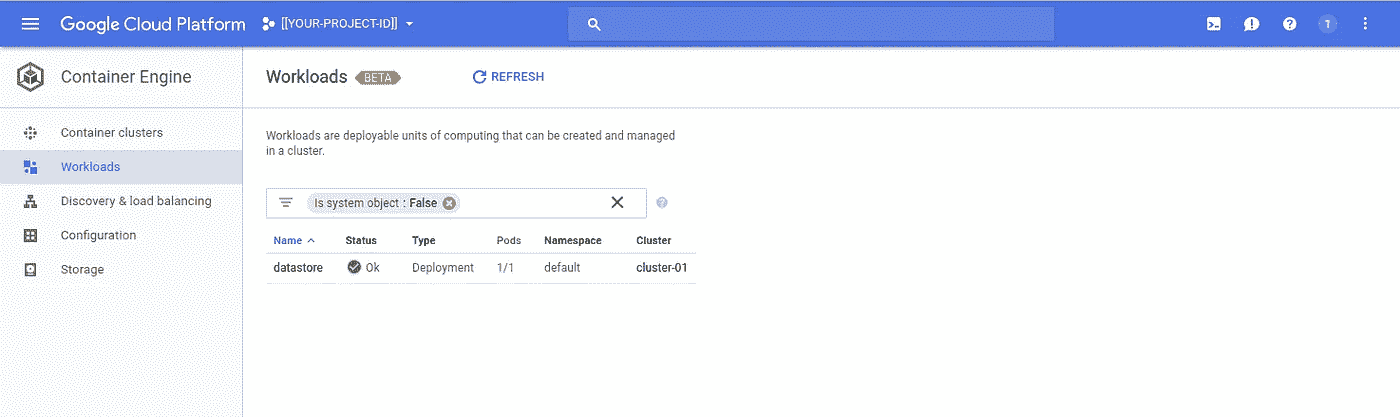 Google Cloud Platform [[YOUR-PROJECT-ID]] 1
Container Engine
Workloads BETA REFRESH
Container clusters
Workloads
Discovery & load balancing
Configuration
Storage
Workloads are deployable units of computing that can be created and managed
in a cluster.
Is system object : False
Name Status Type Pods Namespace Cluster
datastore Ok Deployment 1/1 default cluster-01